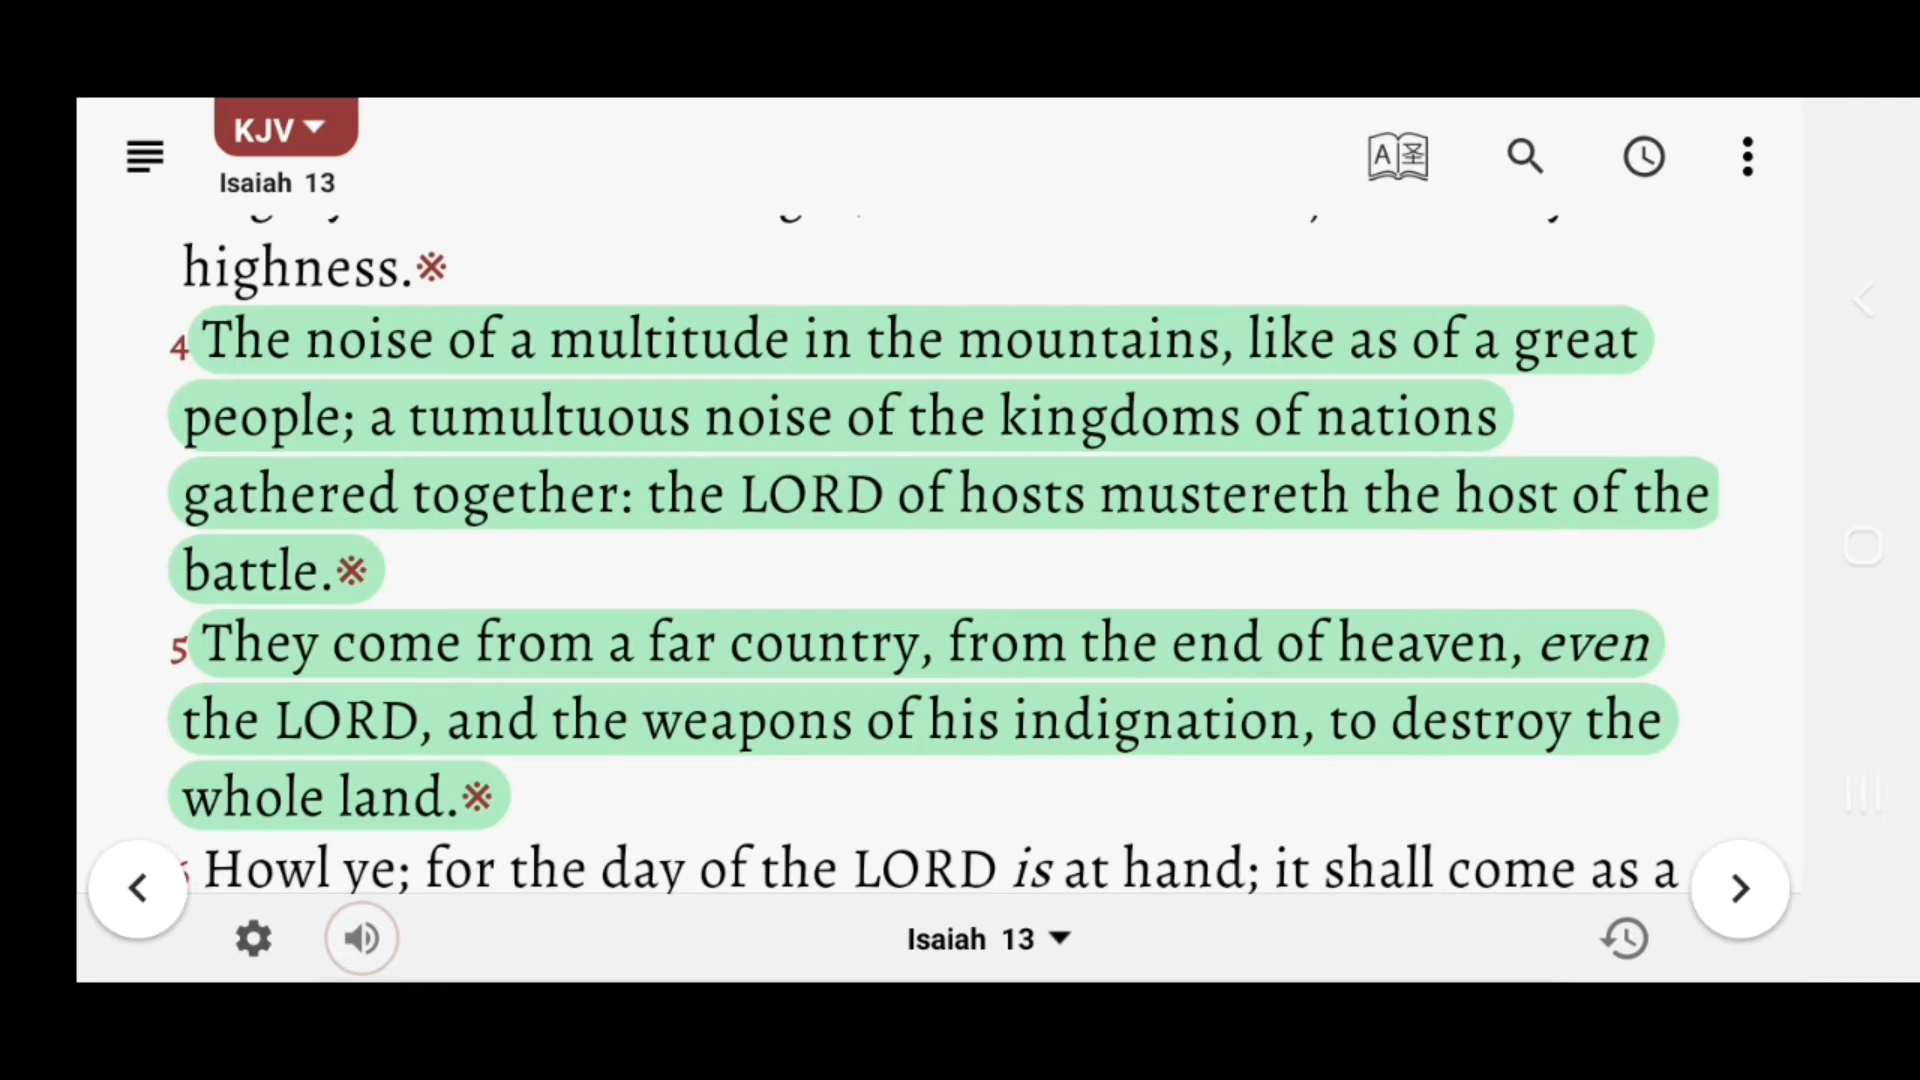 KJV
Isaiah 13
A 圣
highness.※
4 The noise of a multitude in the mountains, like as of a great
people; a tumultuous noise of the kingdoms of nations
gathered together: the LORD of hosts mustereth the host of the
battle.※
5 They come from a far country, from the end of heaven, even
the LORD, and the weapons of his indignation, to destroy the
whole land.※
Howl ye; for the day of the LORD is at hand; it shall come as a
Isaiah 13